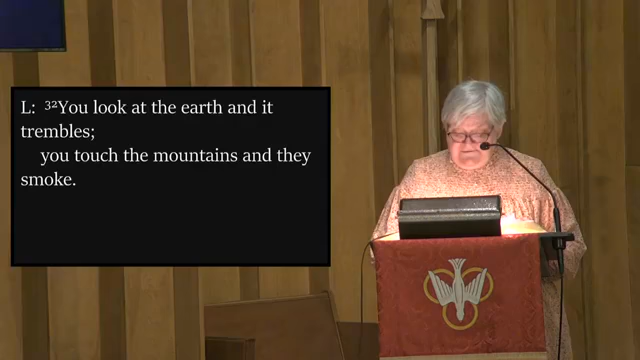 L: ³²You look at the earth and it
trembles;
you touch the mountains and they
smoke.